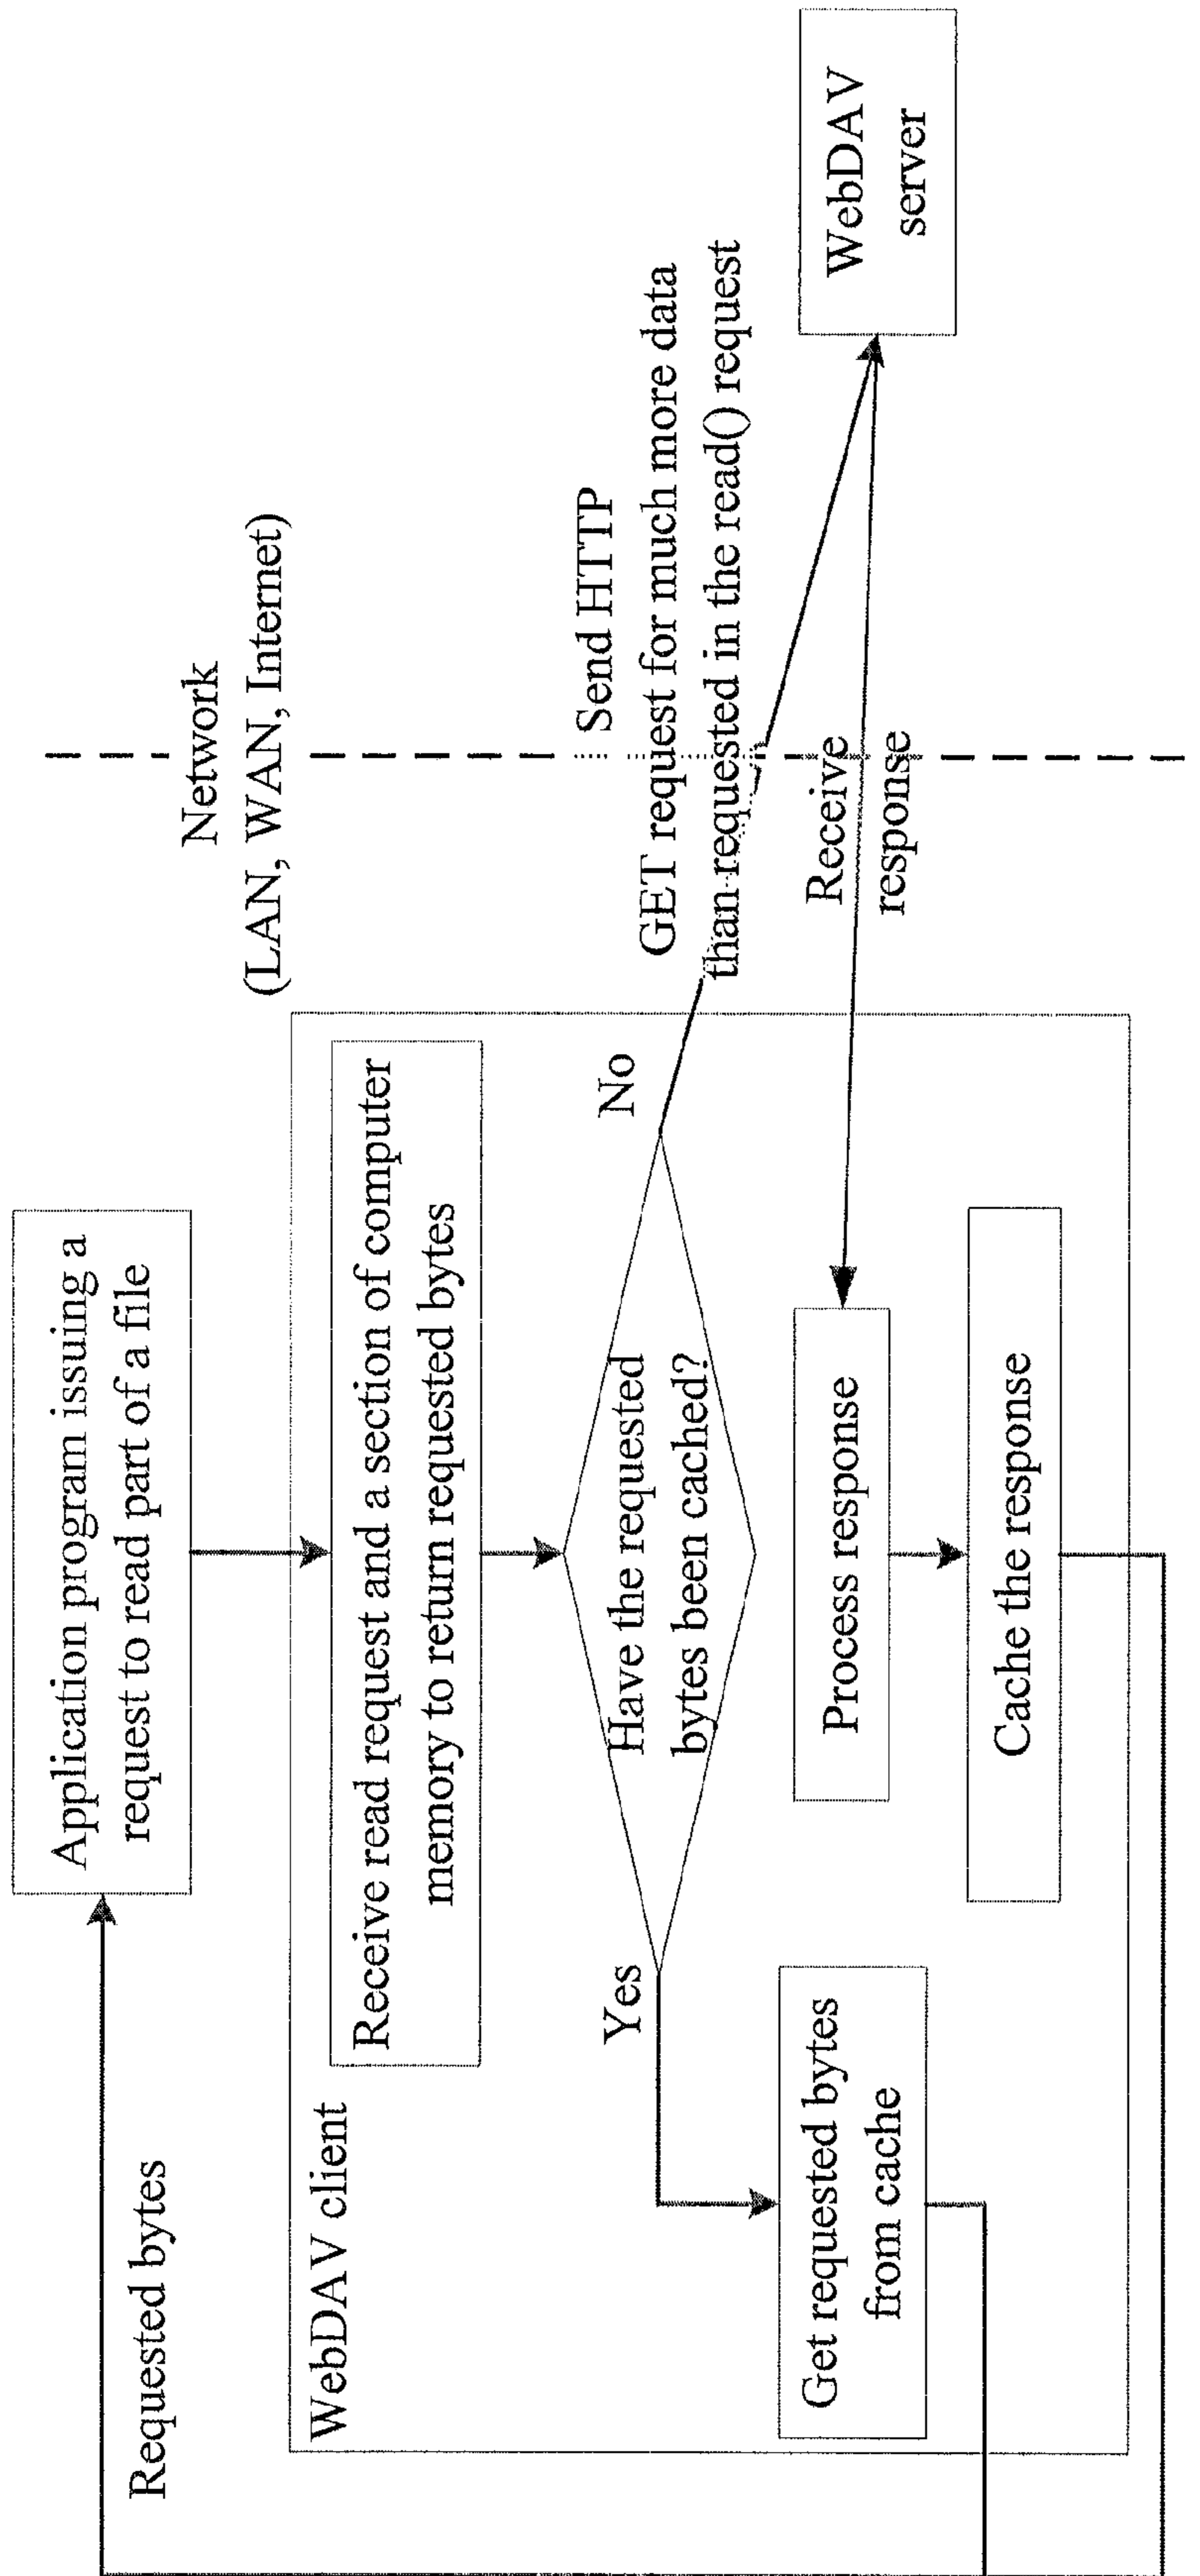 Application program issuing a
request to read part of a file
Requested bytes
Network
(LAN, WAN, Internet)
WebDAV client
Receive read request and a section of computer
memory to return requested bytes
Have the requested
bytes been cached?
Yes
No
Send HTTP
GET request for much more data
than requested in the read() request
WebDAV
server
Receive
response
Get requested bytes
from cache
Process response
Cache the response